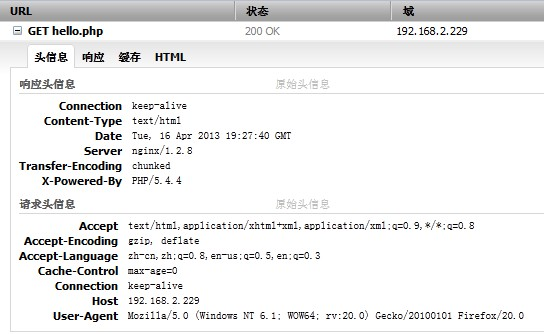 URL 状态 域
GET hello.php 200 OK 192.168.2.229
头信息 响应 缓存 HTML
响应头信息 原始头信息
Connection keep-alive
Content-Type text/html
Date Tue, 16 Apr 2013 19:27:40 GMT
Server nginx/1.2.8
Transfer-Encoding chunked
X-Powered-By PHP/5.4.4
请求头信息 原始头信息
Accept text/html,application/xhtml+xml,application/xml;q=0.9,*/*;q=0.8
Accept-Encoding gzip, deflate
Accept-Language zh-cn,zh;q=0.8,en-us;q=0.5,en;q=0.3
Cache-Control max-age=0
Connection keep-alive
Host 192.168.2.229
User-Agent Mozilla/5.0 (Windows NT 6.1; WOW64; rv:20.0) Gecko/20100101 Firefox/20.0